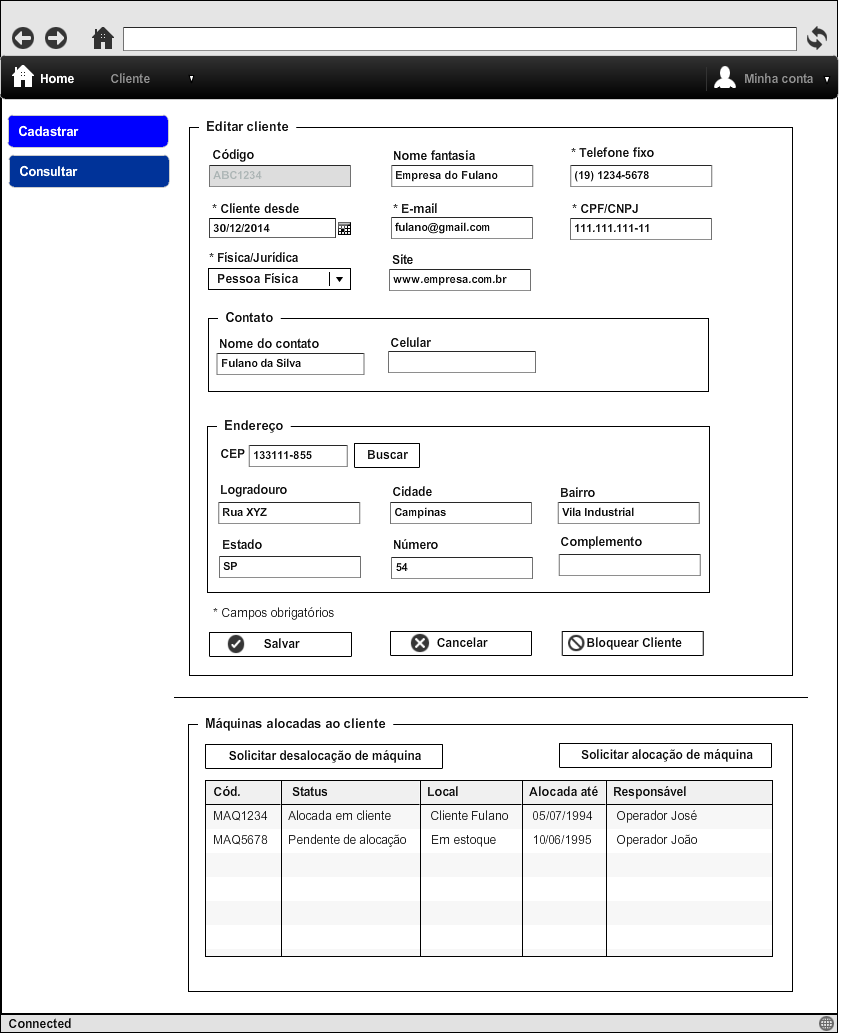 Home Cliente Minha conta
Cadastrar
Consultar
Editar cliente
Código Nome fantasia * Telefone fixo
ABC1234 Empresa do Fulano (19) 1234-5678
* Cliente desde * E-mail * CPF/CNPJ
30/12/2014 fulano@gmail.com 111.111.111-11
* Física/Jurídica Site
Pessoa Física www.empresa.com.br
Contato
Nome do contato Celular
Fulano da Silva
Endereço
CEP 133111-855 Buscar
Logradouro Cidade Bairro
Rua XYZ Campinas Vila Industrial
Estado Número Complemento
SP 54
* Campos obrigatórios
Salvar Cancelar Bloquear Cliente
Máquinas alocadas ao cliente
Solicitar desalocação de máquina Solicitar alocação de máquina
Cód. Status Local Alocada até Responsável
MAQ1234 Alocada em cliente Cliente Fulano 05/07/1994 Operador José
MAQ5678 Pendente de alocação Em estoque 10/06/1995 Operador João
Connected